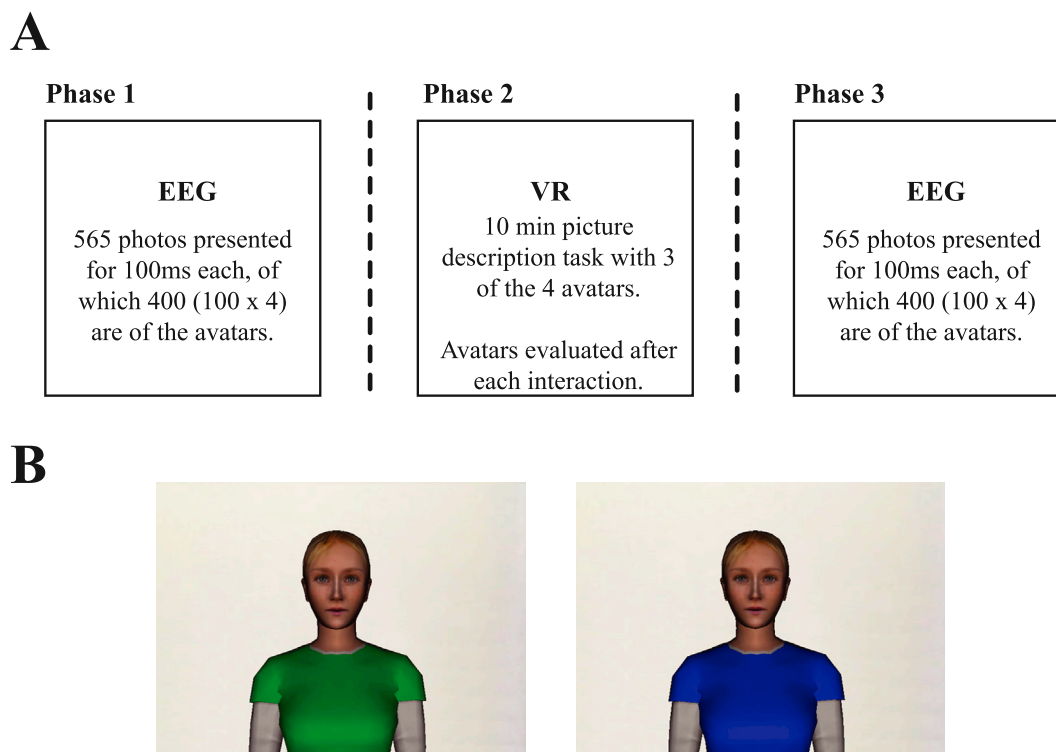 A
Phase 1
Phase 2
Phase 3
EEG
565 photos presented
for 100ms each, of
which 400 (100 x 4)
are of the avatars.
VR
10 min picture
description task with 3
of the 4 avatars.
Avatars evaluated after
each interaction.
EEG
565 photos presented
for 100ms each, of
which 400 (100 x 4)
are of the avatars.
B